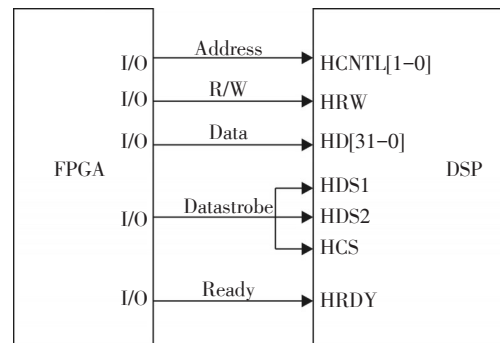 I/O Address HCNTL[1-0]
I/O R/W HRW
I/O Data HD[31-0]
FPGA DSP
HDS1
I/O Datastrobe HDS2
HCS
I/O Ready HRDY